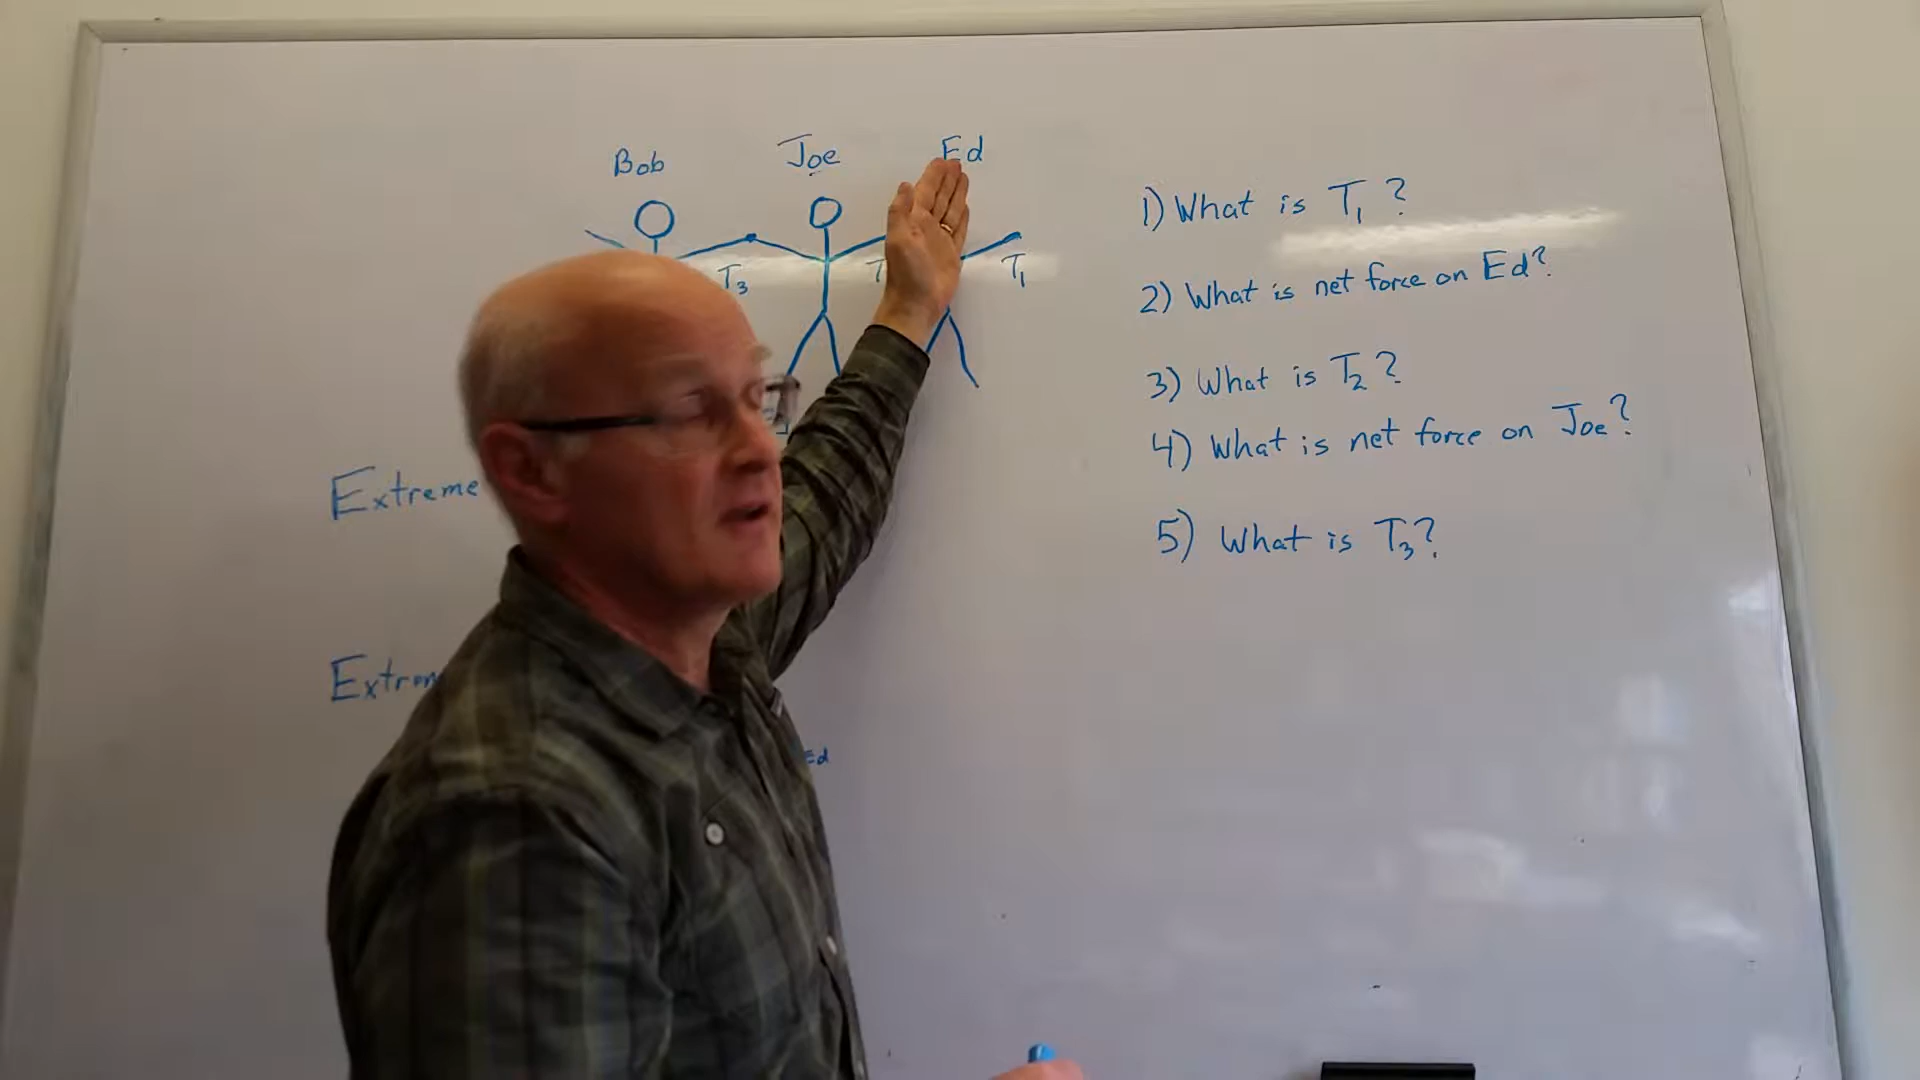 Bob Joe Ed
T3 T T1
Extreme
Ed
1) What is T1 ?
2) What is net force on Ed?
3) What is T2 ?
4) What is net force on Joe?
5) What is T3?